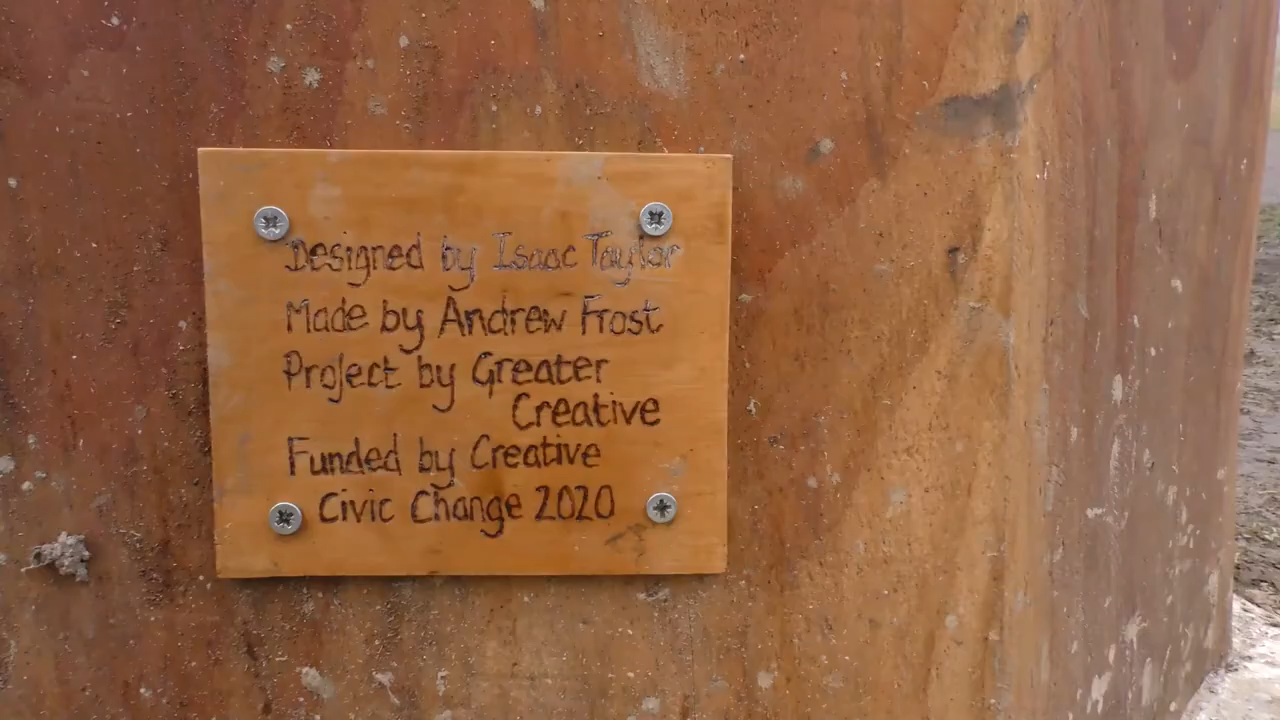 Designed by Isaac Taylor
Made by Andrew Frost
Project by Greater
Creative
Funded by Creative
Civic Change 2020